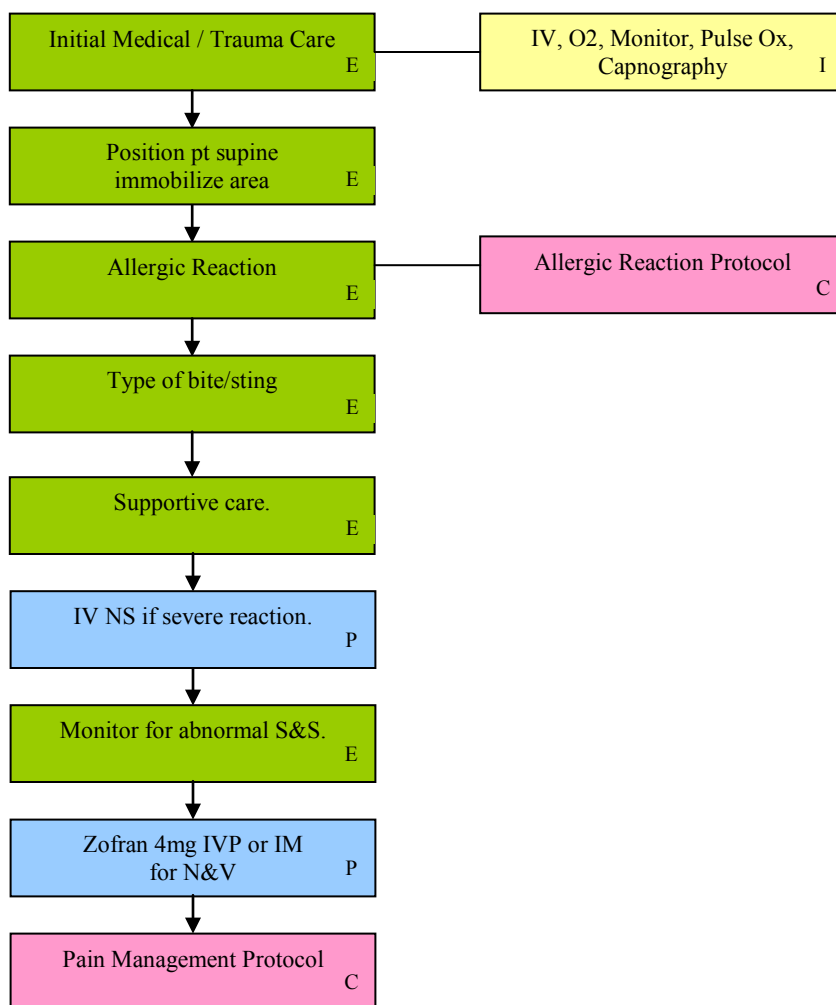 Initial Medical / Trauma Care
E
IV, O2, Monitor, Pulse Ox,
Capnography
I
Position pt supine
immobilize area
E
Allergic Reaction
E
Allergic Reaction Protocol
C
Type of bite/sting
E
Supportive care.
E
IV NS if severe reaction.
P
Monitor for abnormal S&S.
E
Zofran 4mg IVP or IM
for N&V
P
Pain Management Protocol
C